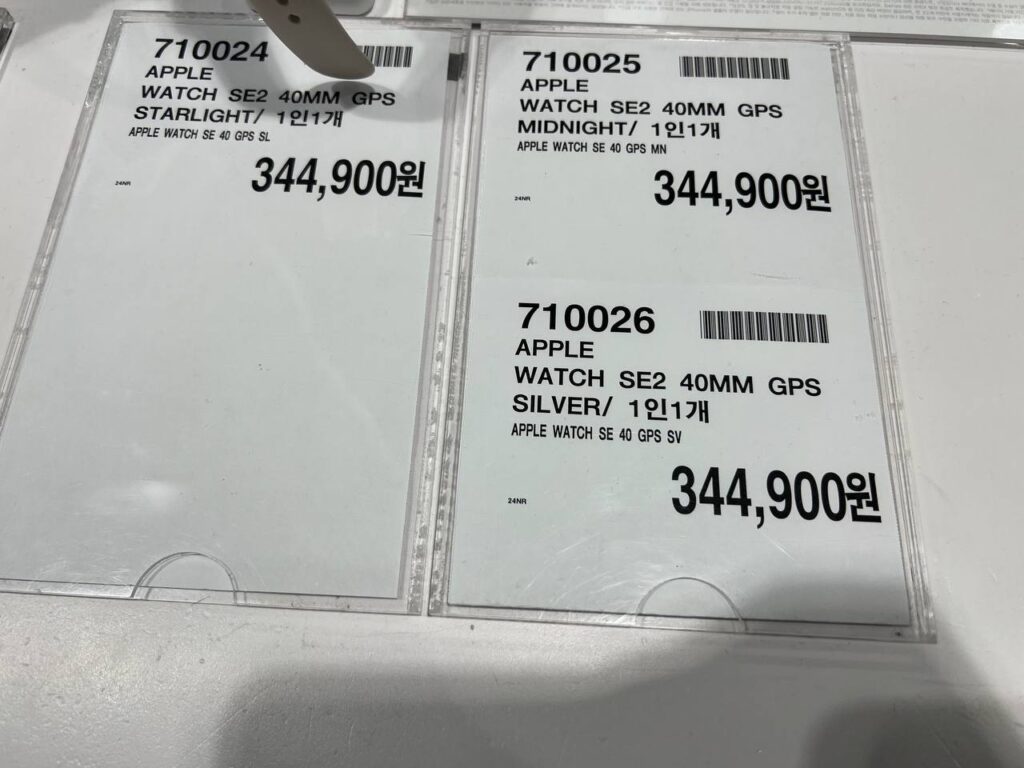 710024
APPLE
WATCH SE2 40MM GPS
STARLIGHT/ 1인1개
APPLE WATCH SE 40 GPS SL
344,900원
24NR
710025
APPLE
WATCH SE2 40MM GPS
MIDNIGHT/ 1인1개
APPLE WATCH SE 40 GPS MN
344,900원
24NR
710026
APPLE
WATCH SE2 40MM GPS
SILVER/ 1인1개
APPLE WATCH SE 40 GPS SV
344,900원
24NR